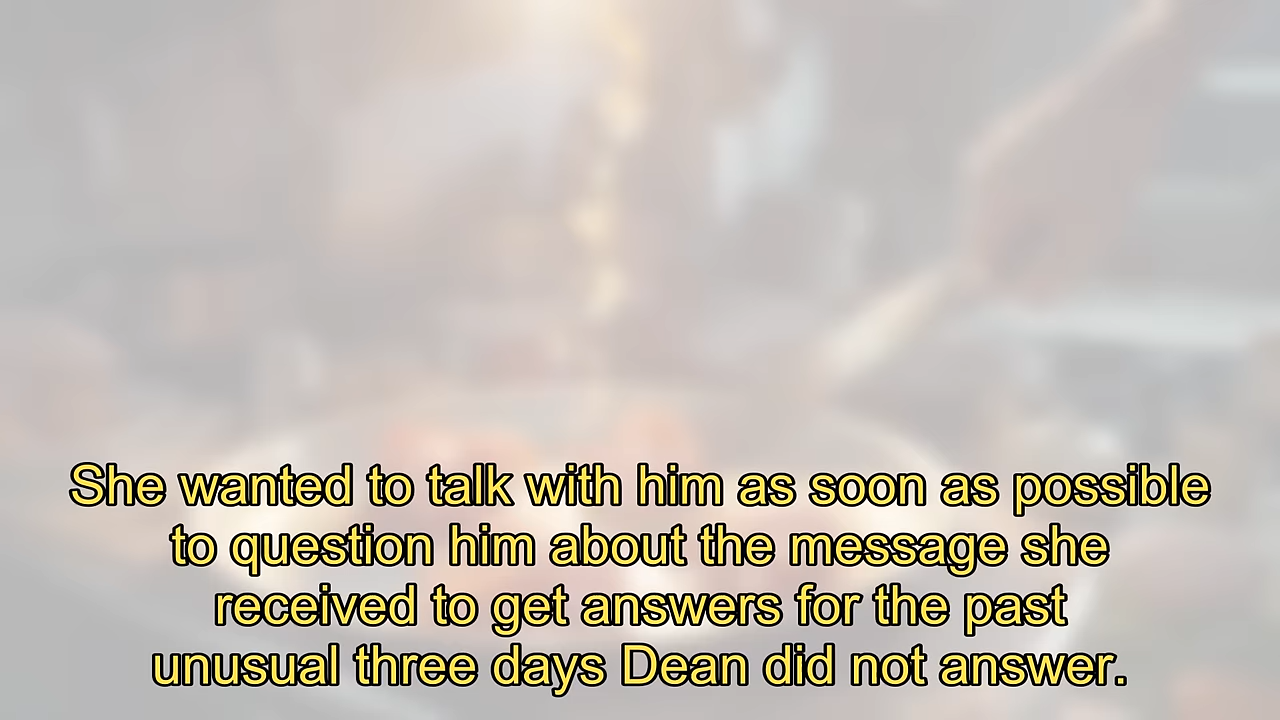 She wanted to talk with him as soon as possible
to question him about the message she
received to get answers for the past
unusual three days Dean did not answer.